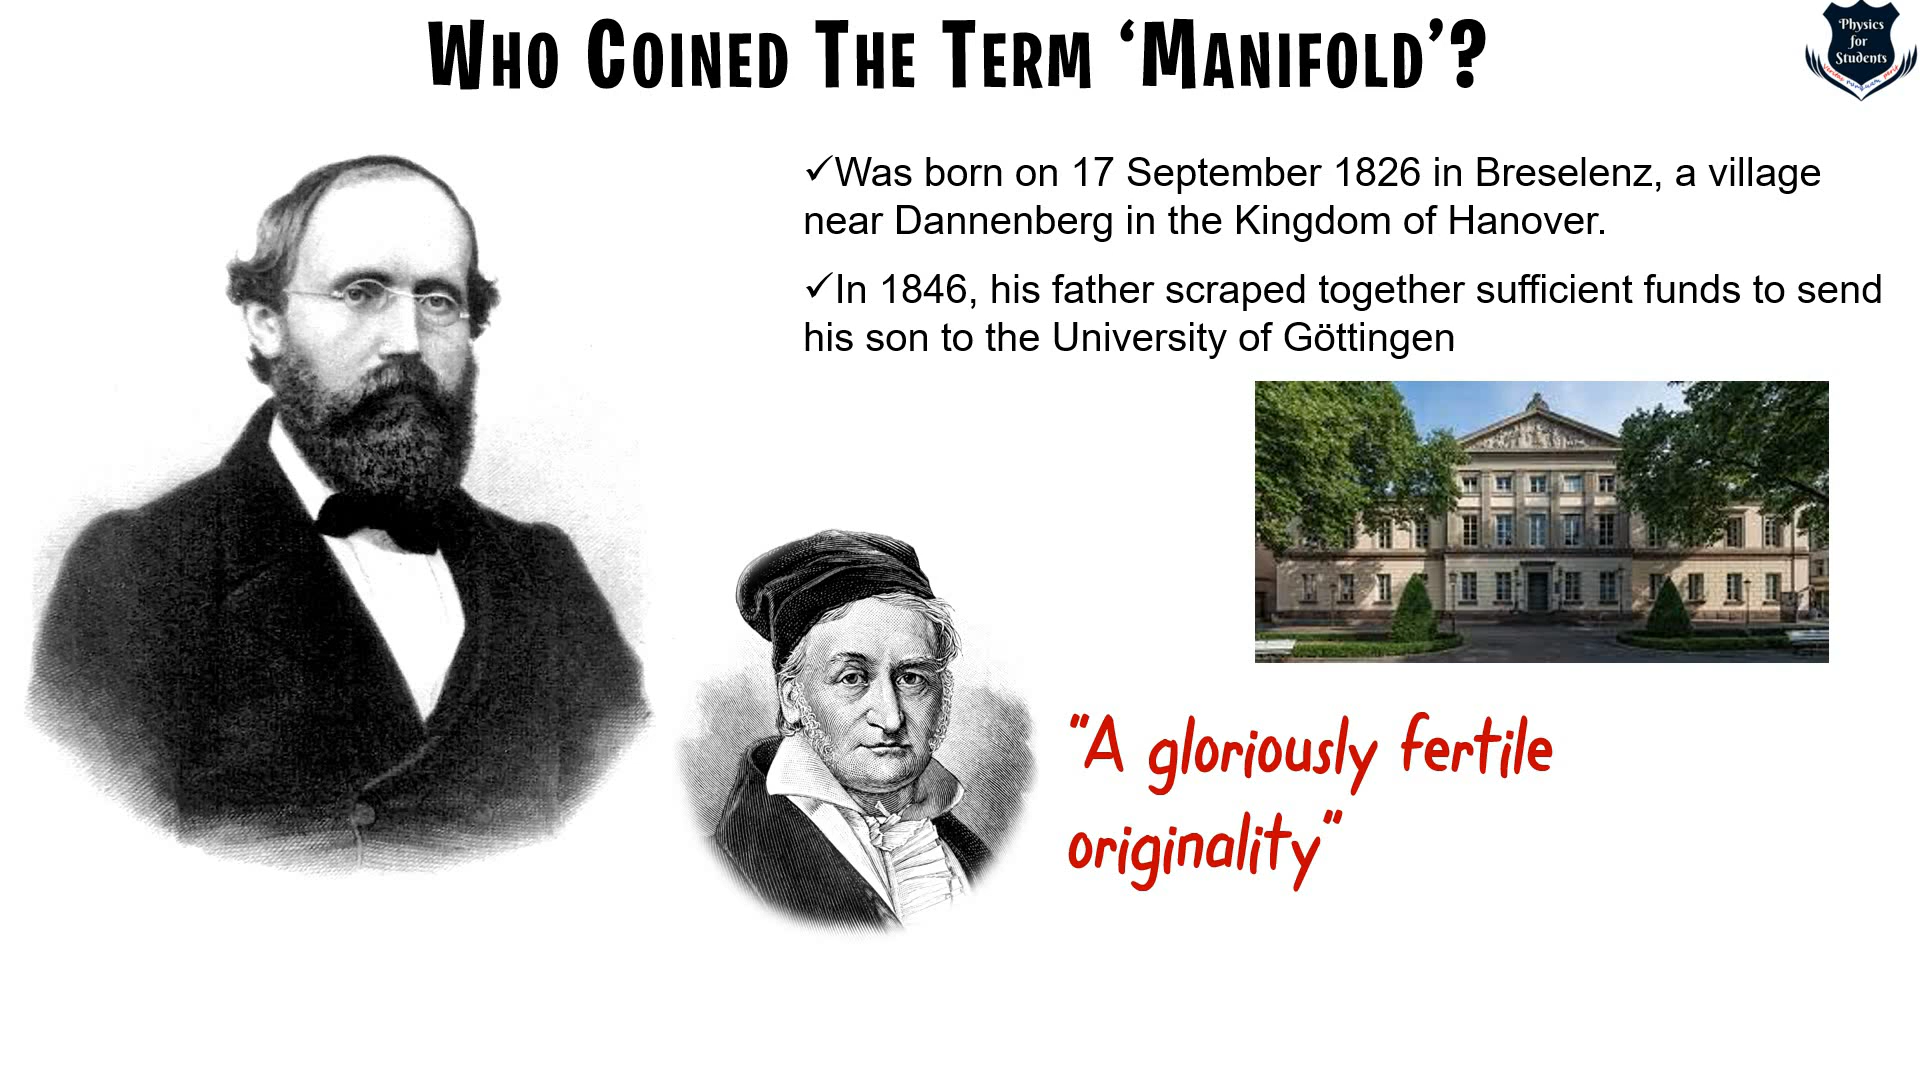 Who Coined The Term ‘Manifold’?
Physics
for
Students
✓Was born on 17 September 1826 in Breselenz, a village
near Dannenberg in the Kingdom of Hanover.
✓In 1846, his father scraped together sufficient funds to send
his son to the University of Göttingen
"A gloriously fertile
originality"